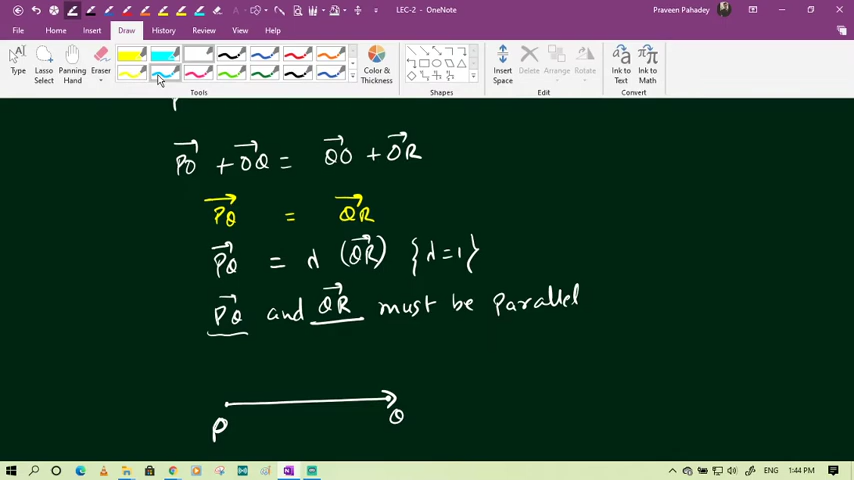 LEC-2 - OneNote
Praveen Pahadey
File Home Insert Draw History Review View Help
Type
Lasso Select
Panning Hand
Eraser
Color & Thickness
Insert Space
Delete
Arrange
Rotate
Ink to Text
Ink to Math
Tools
Shapes
Edit
Convert
PO + OQ = QO + OR
PQ = QR
PQ = λ (QR) {λ=1}
PQ and QR must be parallel
P
Q
ENG 1:44 PM